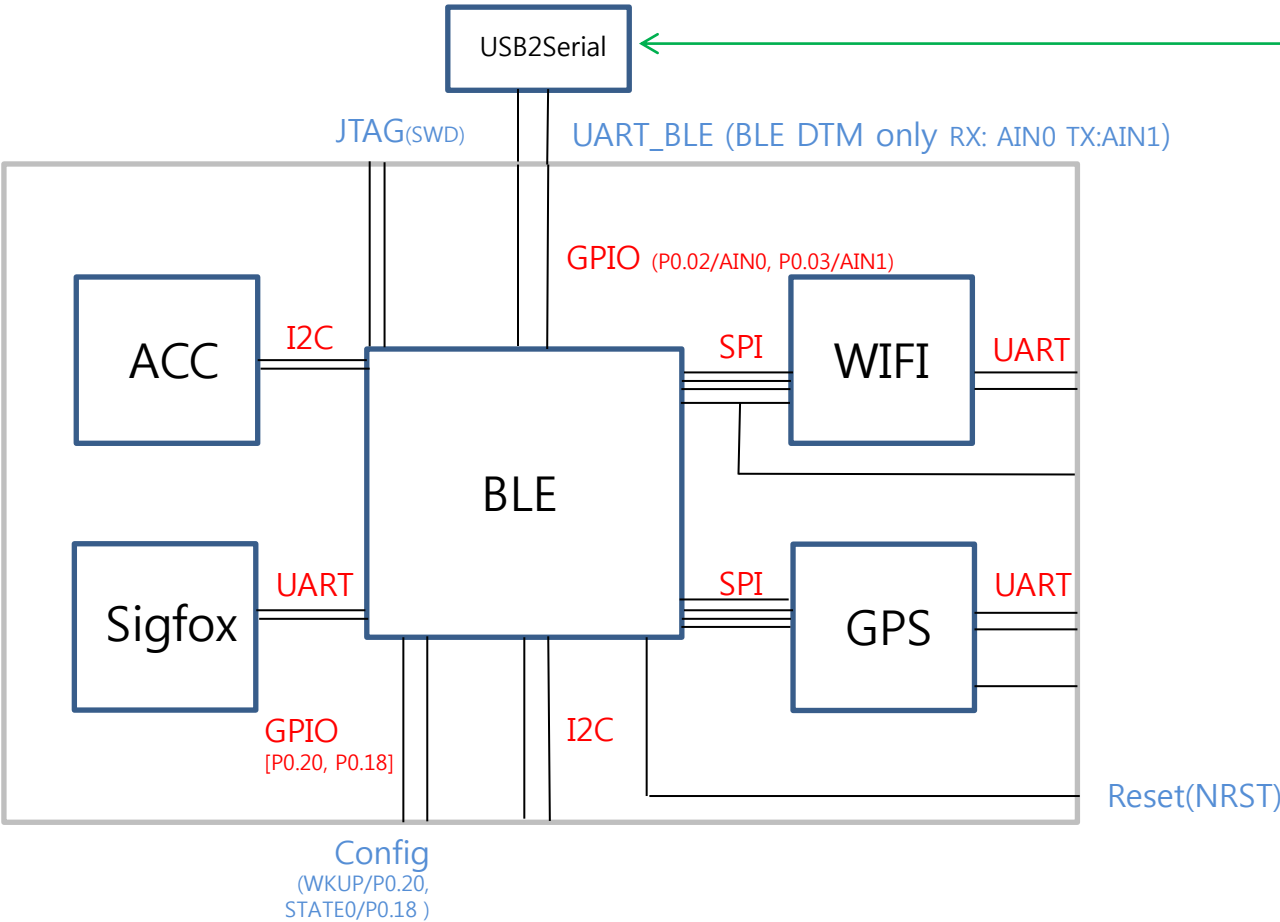 USB2Serial
JTAG(SWD)
UART_BLE (BLE DTM only RX: AIN0 TX:AIN1)
GPIO (P0.02/AIN0, P0.03/AIN1)
ACC
I2C
SPI
WIFI
UART
BLE
Sigfox
UART
SPI
GPS
UART
GPIO
[P0.20, P0.18]
I2C
Reset(NRST)
Config
(WKUP/P0.20,
STATE0/P0.18 )